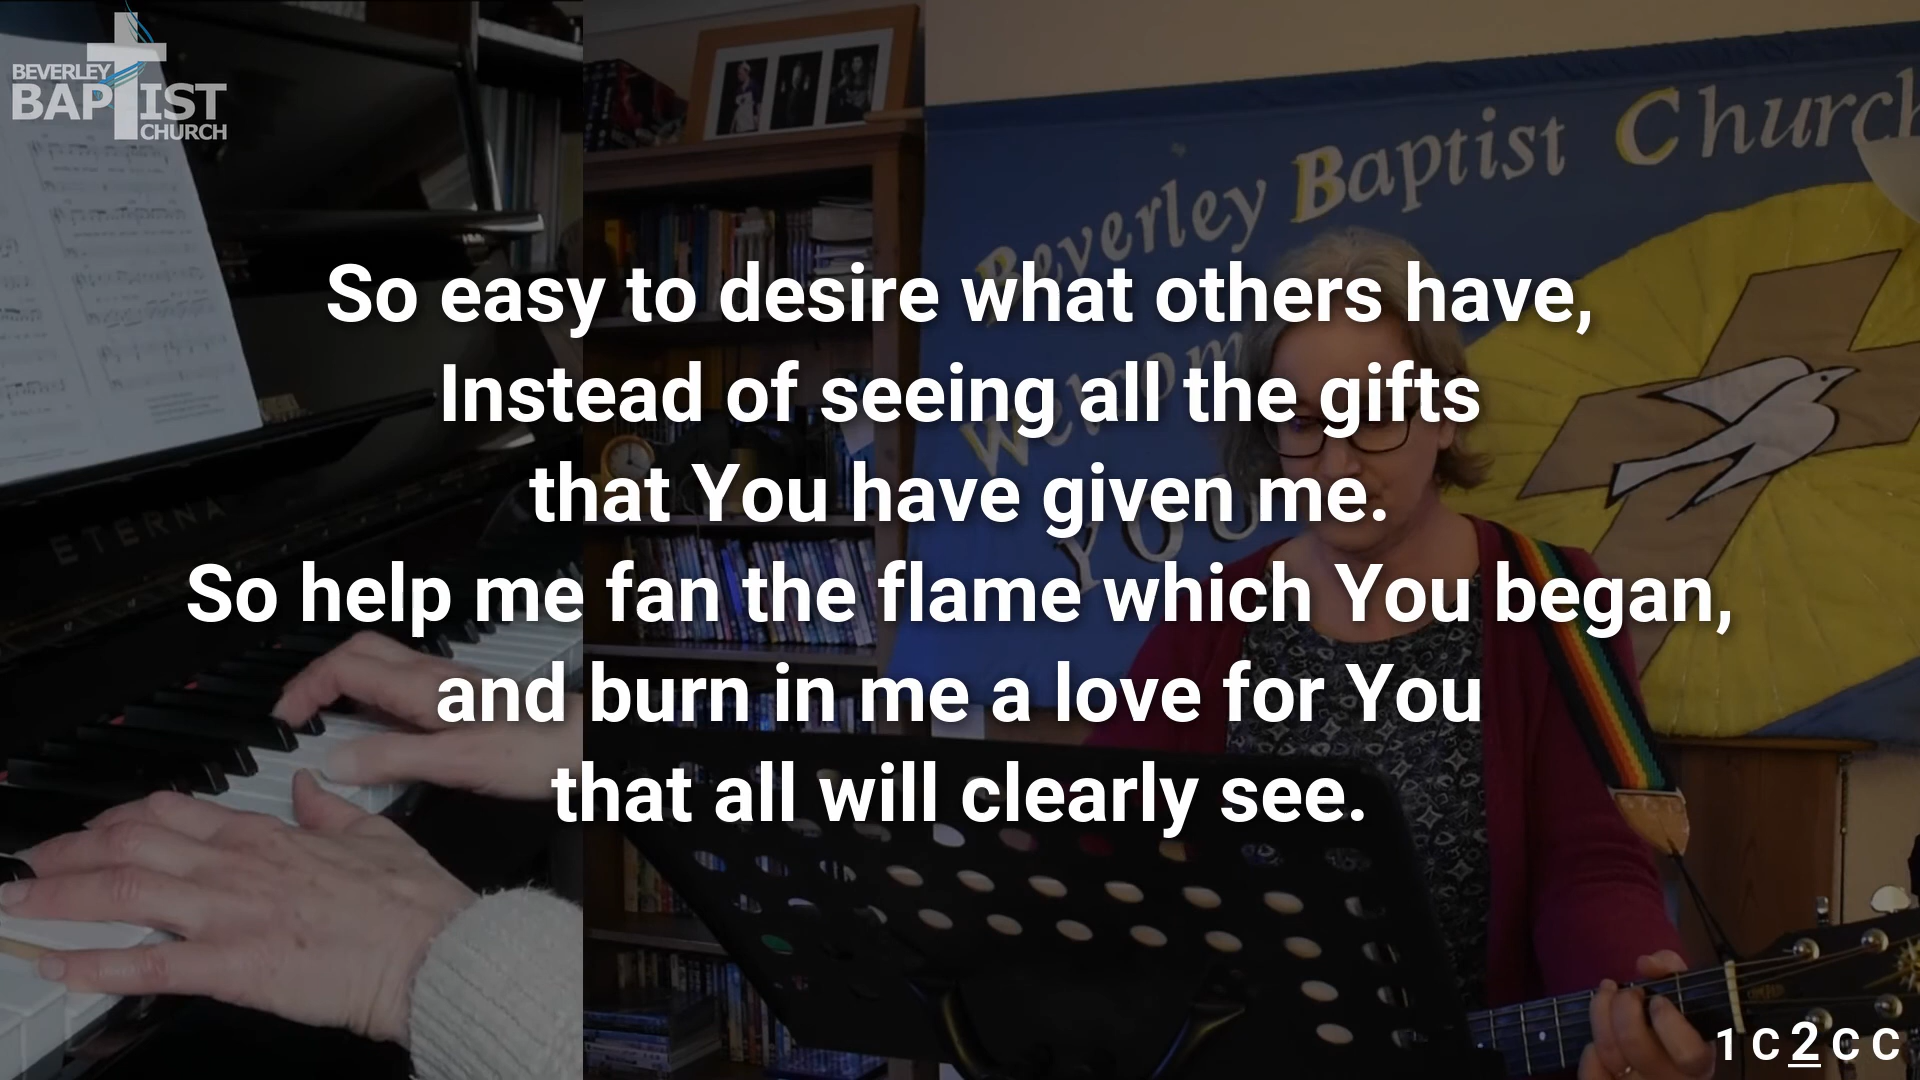 BEVERLEY
BAPTIST
CHURCH
Beverley Baptist Church
Welcome
YOU
ETERNA
So easy to desire what others have,
Instead of seeing all the gifts
that You have given me.
So help me fan the flame which You began,
and burn in me a love for You
that all will clearly see.
1 C 2 C C